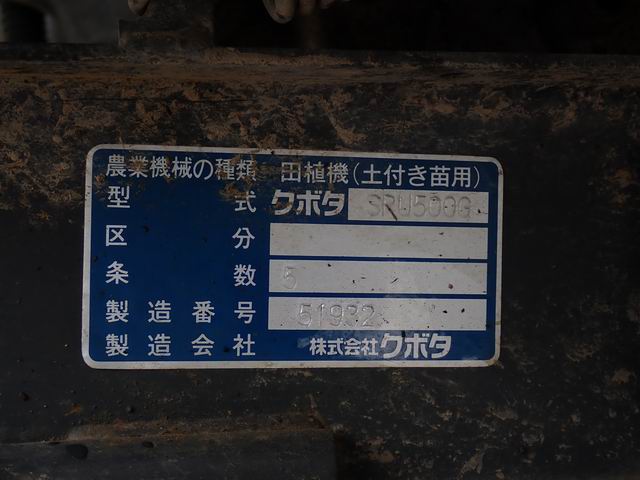 農業機械の種類 田植機(土付き苗用)
型式 クボタ SPW500G
区分
条数 5
製造番号 51932
製造会社 株式会社クボタ